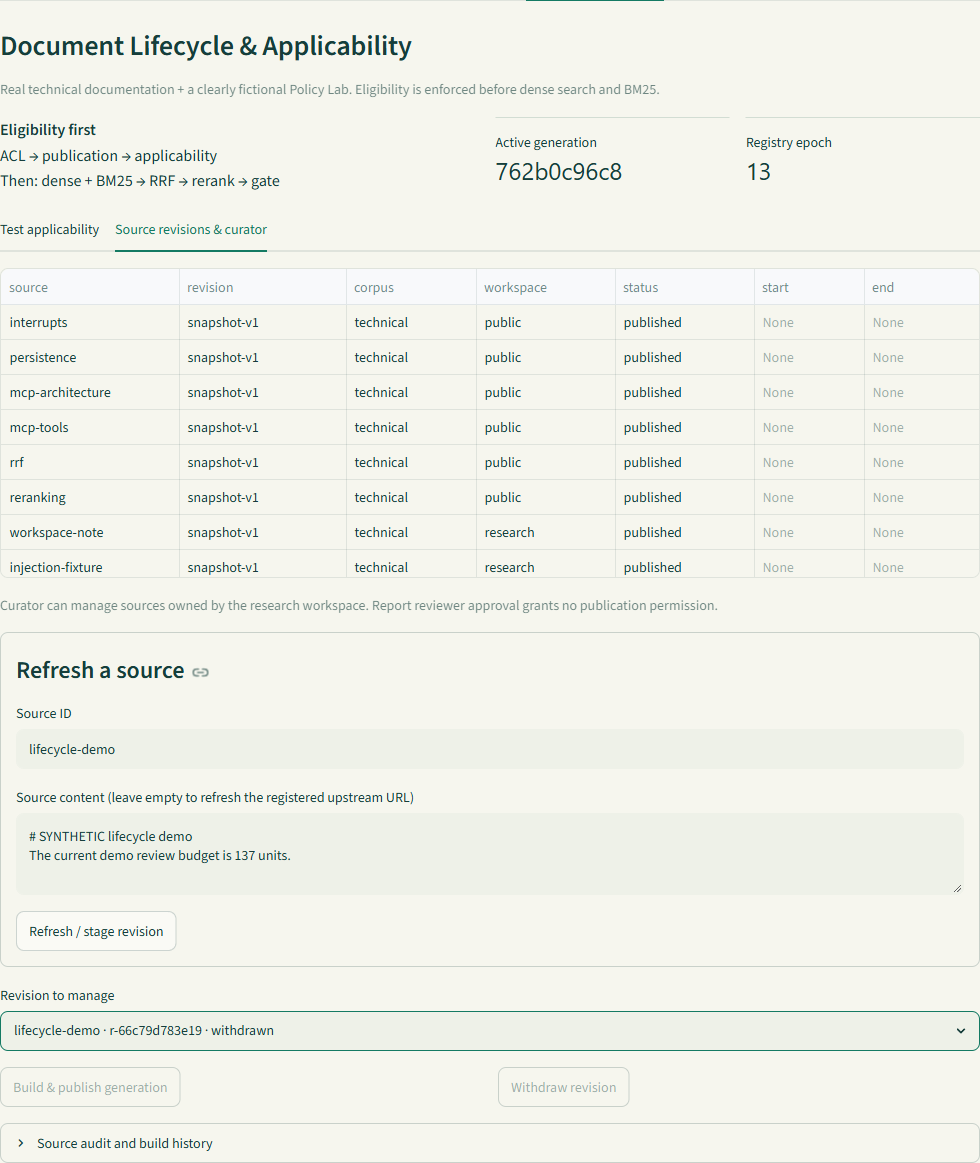 Document Lifecycle & Applicability
Real technical documentation + a clearly fictional Policy Lab. Eligibility is enforced before dense search and BM25.
Eligibility first
ACL → publication → applicability
Then: dense + BM25 → RRF → rerank → gate
Active generation
762b0c96c8
Registry epoch
13
Test applicability Source revisions & curator
source revision corpus workspace status start end
interrupts snapshot-v1 technical public published None None
persistence snapshot-v1 technical public published None None
mcp-architecture snapshot-v1 technical public published None None
mcp-tools snapshot-v1 technical public published None None
rrf snapshot-v1 technical public published None None
reranking snapshot-v1 technical public published None None
workspace-note snapshot-v1 technical research published None None
injection-fixture snapshot-v1 technical research published None None
Curator can manage sources owned by the research workspace. Report reviewer approval grants no publication permission.
Refresh a source
Source ID
lifecycle-demo
Source content (leave empty to refresh the registered upstream URL)
# SYNTHETIC lifecycle demo
The current demo review budget is 137 units.
Refresh / stage revision
Revision to manage
lifecycle-demo · r-66c79d783e19 · withdrawn
Build & publish generation Withdraw revision
Source audit and build history